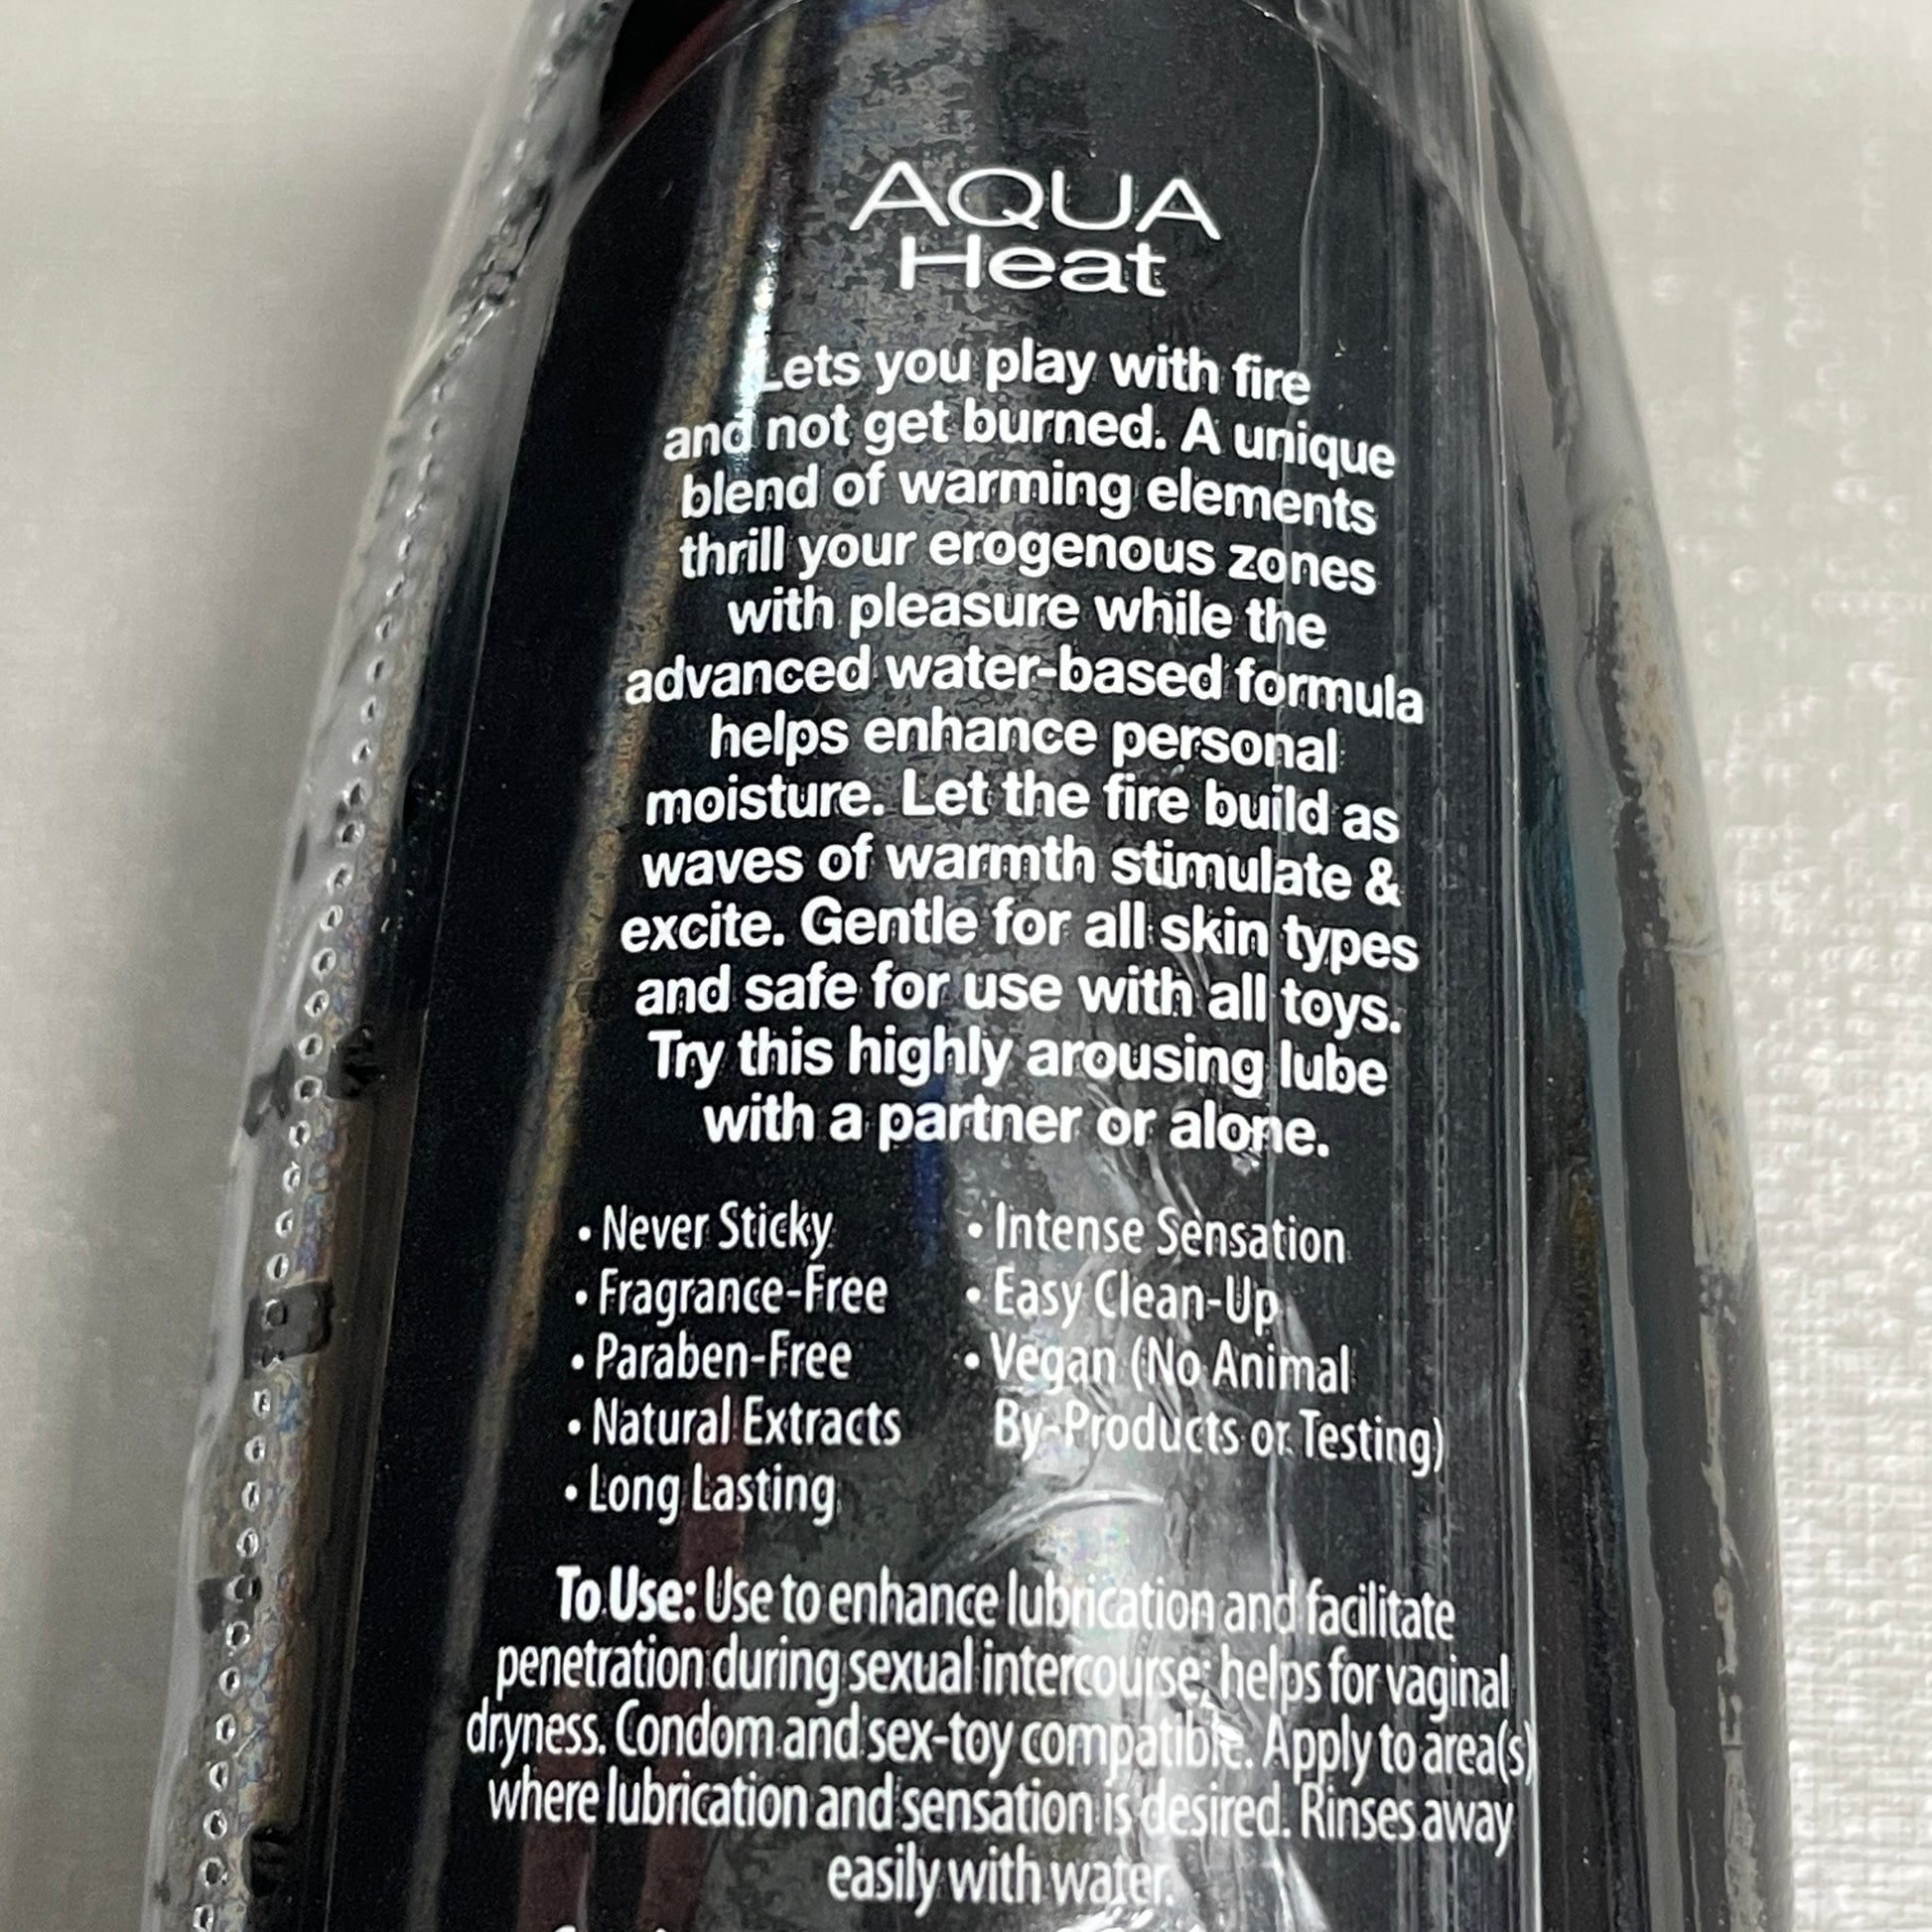 AQUA
Heat
Lets you play with fire
and not get burned. A unique
blend of warming elements
thrill your erogenous zones
with pleasure while the
advanced water-based formula
helps enhance personal
moisture. Let the fire build as
waves of warmth stimulate &
excite. Gentle for all skin types
and safe for use with all toys.
Try this highly arousing lube
with a partner or alone.
• Never Sticky
• Fragrance-Free
• Paraben-Free
• Natural Extracts
• Long Lasting
• Intense Sensation
• Easy Clean-Up
• Vegan (No Animal
By-Products or Testing)
To Use: Use to enhance lubrication and facilitate
penetration during sexual intercourse; helps for vaginal
dryness. Condom and sex-toy compatible. Apply to area(s)
where lubrication and sensation is desired. Rinses away
easily with water.